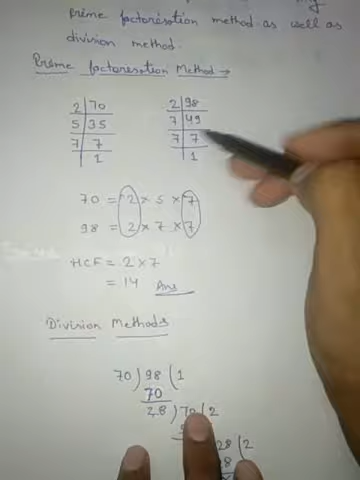 prime factorisation method as well as
division method.
Prime factorisation Method →
2 | 70    2 | 98
5 | 35    7 | 49
7 | 7    7 | 7
1    1
70 = 2 × 5 × 7
98 = 2 × 7 × 7
HCF = 2 × 7
= 14 Ans
Division Methods
70 ) 98 ( 1
70
28 ) 70 ( 2
28 ( 2